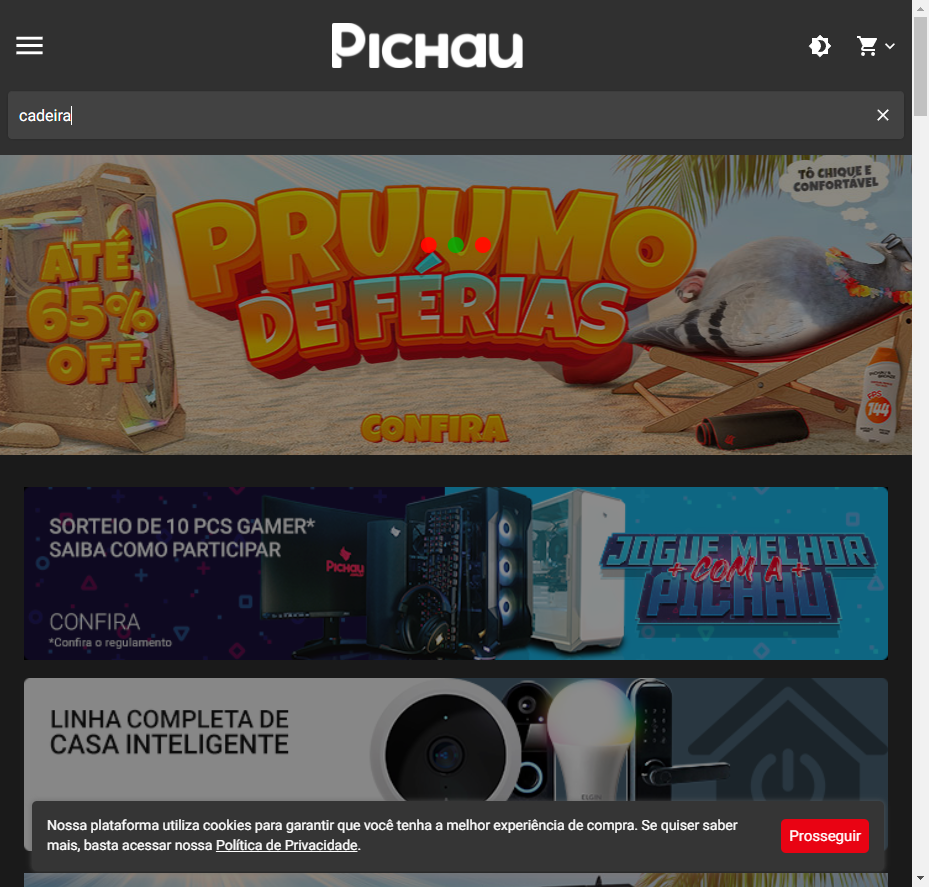 PICHAU
cadeira
TÔ CHIQUE E
CONFORTÁVEL
PRUUMO
DE FÉRIAS
ATÉ
65%
OFF
144
CONFIRA
SORTEIO DE 10 PCS GAMER*
SAIBA COMO PARTICIPAR
CONFIRA
*Confira o regulamento
PICHAU
JOGUE MELHOR
COM A
PICHAU
LINHA COMPLETA DE
CASA INTELIGENTE
ELGIN
Nossa plataforma utiliza cookies para garantir que você tenha a melhor experiência de compra. Se quiser saber
mais, basta acessar nossa Política de Privacidade.
Prosseguir